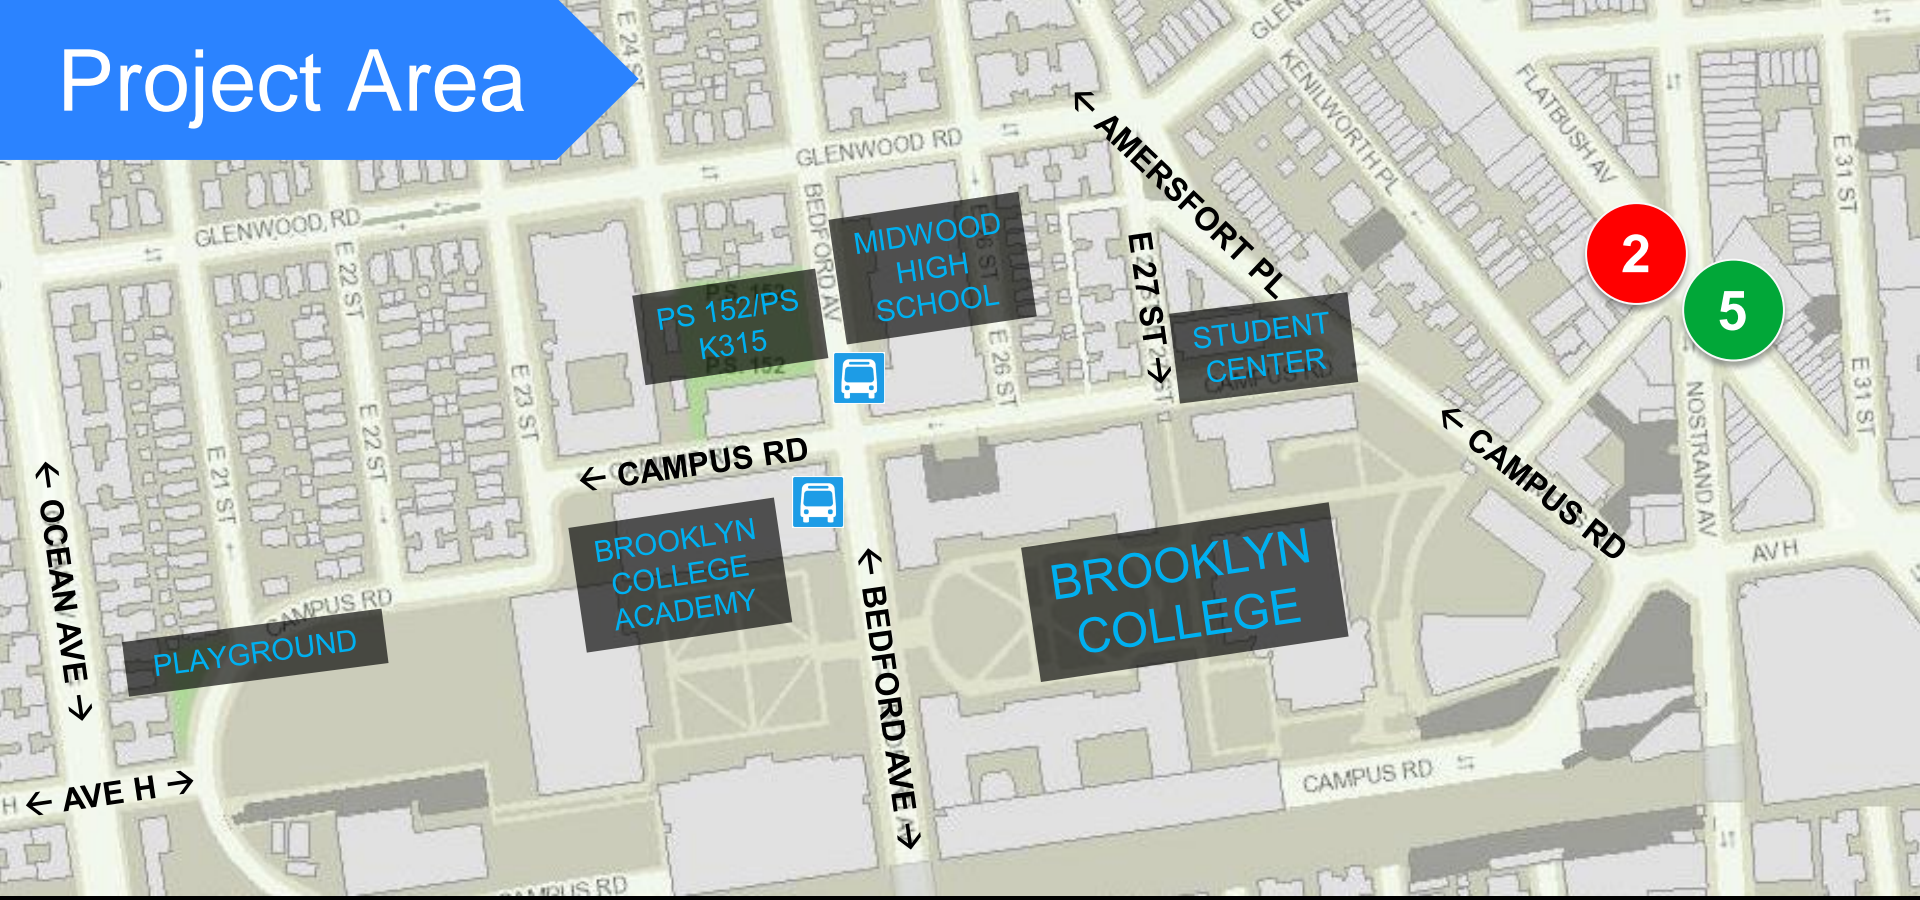 Project Area
E 24 ST
GLENWOOD RD
GLENWOOD RD
BEDFORD AV
← AMERSFORT PL
KENILWORTH PL
FLATBUSH AV
E 31 ST
E 31 ST
2
5
MIDWOOD
HIGH
SCHOOL
E 26 ST
PS 152/PS
K315
P.S. 152
E 27 ST →
STUDENT
CENTER
CAMPUS RD
E 22 ST
E 22 ST
E 23 ST
E 21 ST
← CAMPUS RD
← CAMPUS RD
NOSTRAND AV
AV H
← OCEAN AVE →
BROOKLYN
COLLEGE
ACADEMY
BROOKLYN
COLLEGE
← BEDFORD AVE →
CAMPUS RD
PLAYGROUND
← AVE H →
H
CAMPUS RD
CAMPUS RD